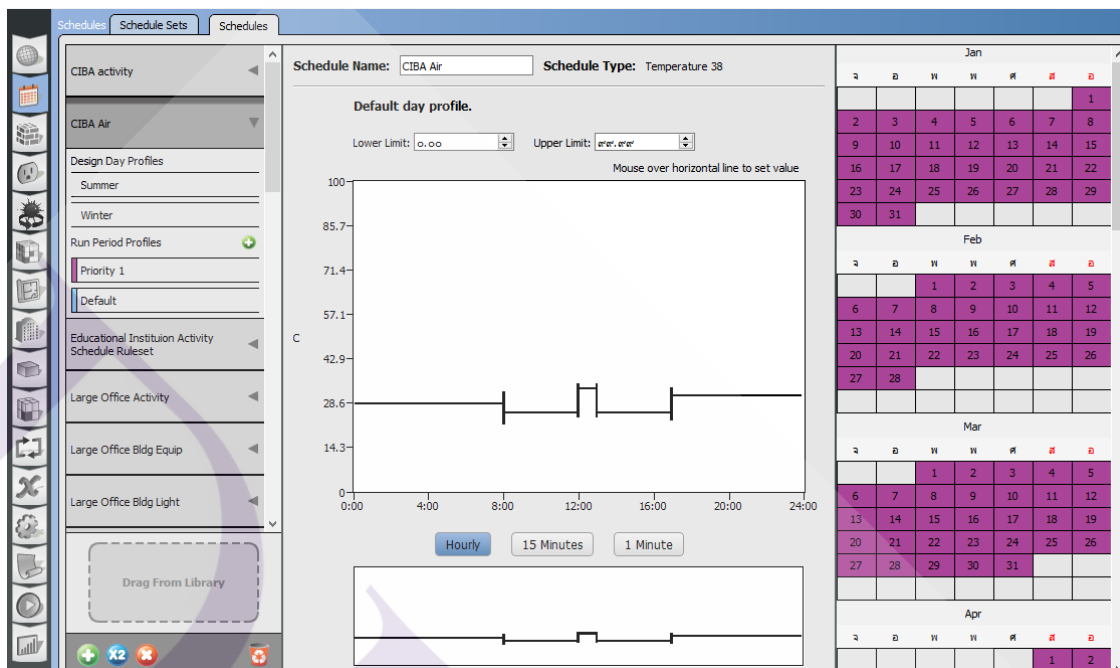 Schedules Schedule Sets Schedules
CIBA activity
CIBA Air
Design Day Profiles
Summer
Winter
Run Period Profiles
Priority 1
Default
Educational Instituion Activity
Schedule Ruleset
Large Office Activity
Large Office Bldg Equip
Large Office Bldg Light
Drag From Library
X2
Schedule Name: CIBA Air Schedule Type: Temperature 38
Default day profile.
Lower Limit: ๐.๐๐ Upper Limit: ๙๙.๙๙
Mouse over horizontal line to set value
100
85.7
71.4
57.1
C
42.9
28.6
14.3
0
0:00 4:00 8:00 12:00 16:00 20:00 24:00
Hourly 15 Minutes 1 Minute
Jan
จ อ พ พ ศ ส อ
1
2 3 4 5 6 7 8
9 10 11 12 13 14 15
16 17 18 19 20 21 22
23 24 25 26 27 28 29
30 31
Feb
จ อ พ พ ศ ส อ
1 2 3 4 5
6 7 8 9 10 11 12
13 14 15 16 17 18 19
20 21 22 23 24 25 26
27 28
Mar
จ อ พ พ ศ ส อ
1 2 3 4 5
6 7 8 9 10 11 12
13 14 15 16 17 18 19
20 21 22 23 24 25 26
27 28 29 30 31
Apr
จ อ พ พ ศ ส อ
1 2